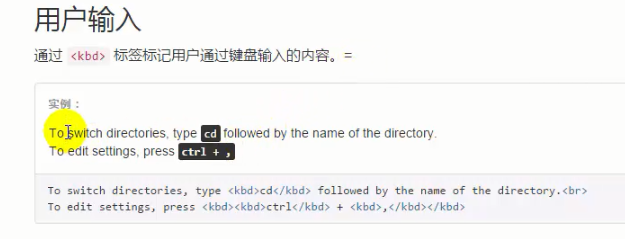 用户输入
通过 <kbd> 标签标记用户通过键盘输入的内容。=
实例：
To switch directories, type cd followed by the name of the directory.
To edit settings, press ctrl + ,
To switch directories, type <kbd>cd</kbd> followed by the name of the directory.<br>
To edit settings, press <kbd><kbd>ctrl</kbd> + <kbd>,</kbd></kbd>